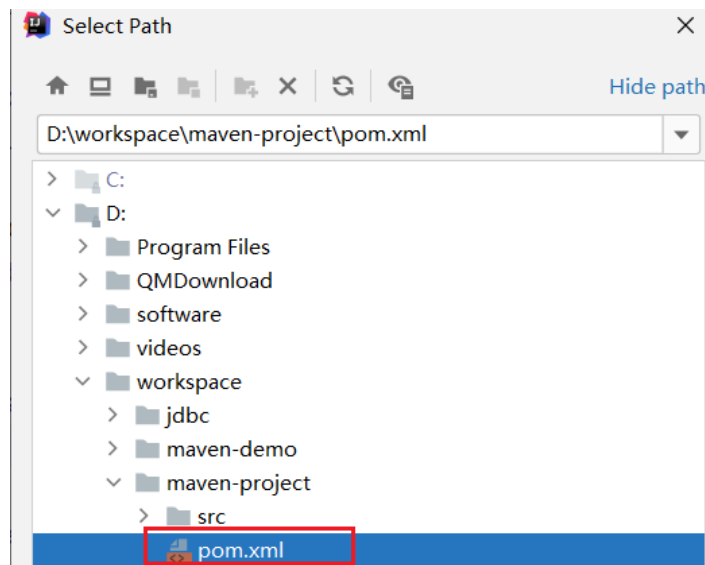 Select Path
Hide path
D:\workspace\maven-project\pom.xml
C:
D:
Program Files
QMDownload
software
videos
workspace
jdbc
maven-demo
maven-project
src
pom.xml